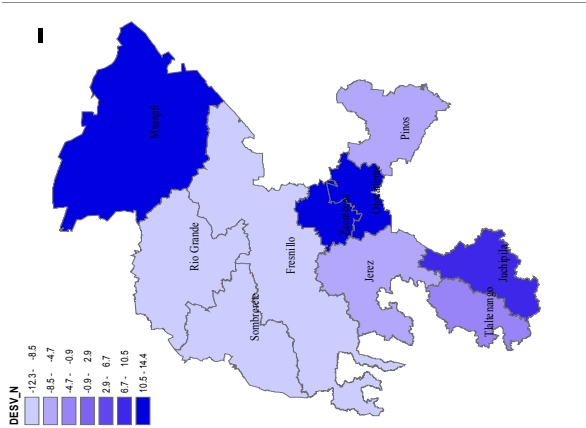 I
Mazapil
Pinos
Zacatecas
Ojocaliente
Rio Grande
Fresnillo
Jerez
Juchipila
Sombrerete
Tlaltenango
DESV_N
-12.3 - -8.5
-8.5 - -4.7
-4.7 - -0.9
-0.9 - 2.9
2.9 - 6.7
6.7 - 10.5
10.5 - 14.4